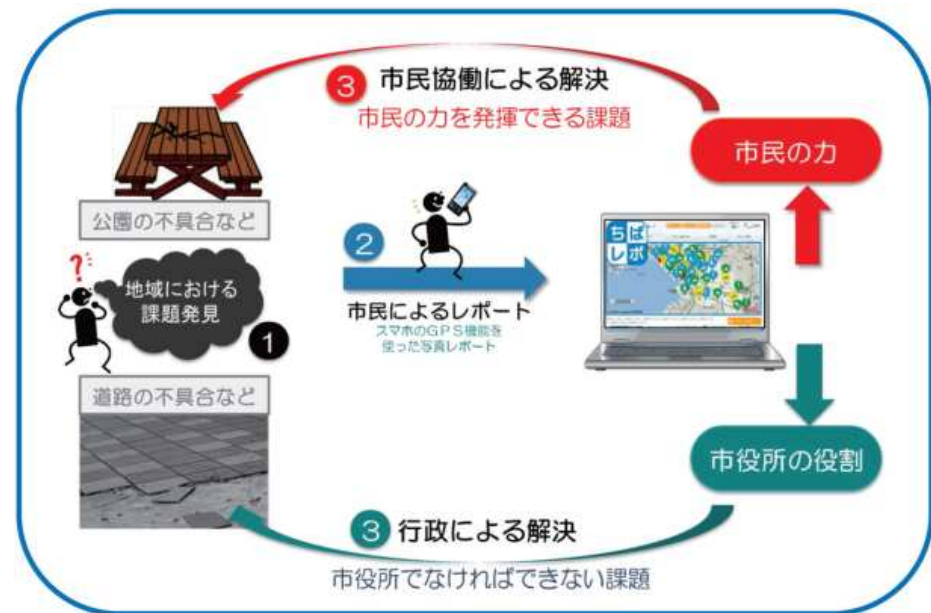 3 市民協働による解決
市民の力を発揮できる課題
市民の力
公園の不具合など
?
地域における
課題発見
1
2
市民によるレポート
スマホのGPS機能を
使った写真レポート
ちば
レポ
道路の不具合など
市役所の役割
3 行政による解決
市役所でなければできない課題